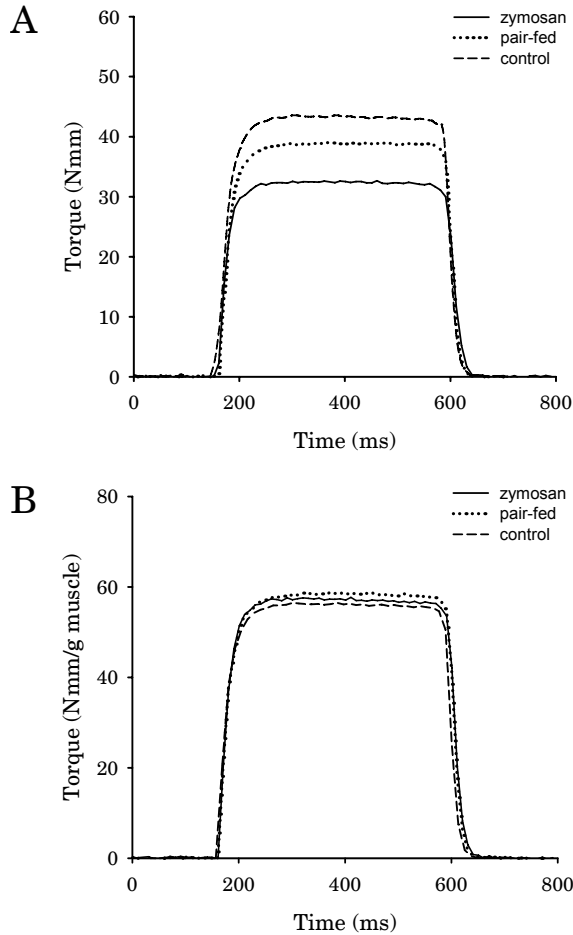 A
zymosan
pair-fed
control
60
50
40
30
20
10
0
Torque (Nmm)
0 200 400 600 800
Time (ms)
B
zymosan
pair-fed
control
80
60
40
20
0
Torque (Nmm/g muscle)
0 200 400 600 800
Time (ms)